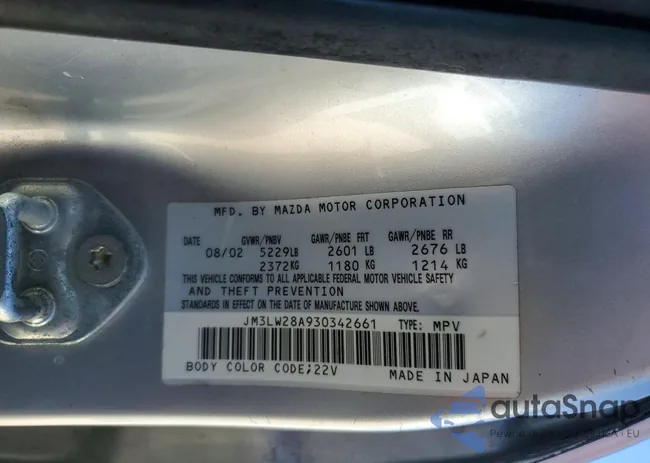 MFD. BY MAZDA MOTOR CORPORATION
DATE GVWR/PNBV GAWR/PNBE FRT GAWR/PNBE RR
08/02 5229LB 2601 LB 2676 LB
2372KG 1180 KG 1214 KG
THIS VEHICLE CONFORMS TO ALL APPLICABLE FEDERAL MOTOR VEHICLE SAFETY
AND THEFT PREVENTION
STANDARDS IN EFFECT ON THE DATE OF MANUFACTURE SHOWN ABOVE.
JM3LW28A930342661 TYPE: MPV
BODY COLOR CODE;22V MADE IN JAPAN
autaSnap